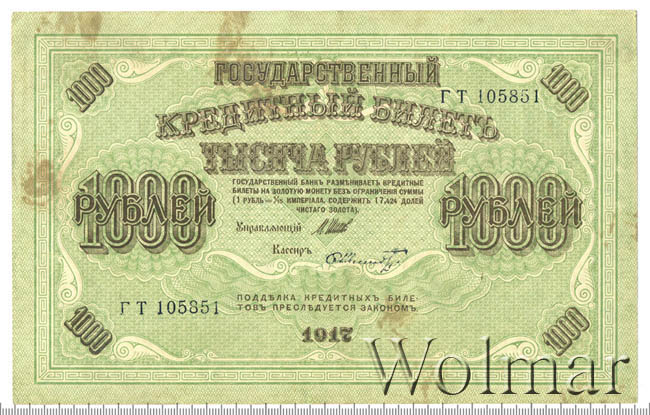 1000
1000
ГОСУДАРСТВЕННЫЙ
ГТ 105851
КРЕДИТНЫЙ БИЛЕТЪ
ТЫСЯЧА РУБЛЕЙ
1000 РУБЛЕЙ
1000 РУБЛЕЙ
ГОСУДАРСТВЕННЫЙ БАНКЪ РАЗМѢНИВАЕТЪ КРЕДИТНЫЕ
БИЛЕТЫ НА ЗОЛОТУЮ МОНЕТУ БЕЗЪ ОГРАНИЧЕНІЯ СУММЫ
(1 РУБЛЬ = 1/15 ИМПЕРІАЛА, СОДЕРЖИТЪ 17,424 ДОЛЕЙ
ЧИСТАГО ЗОЛОТА).
Управляющій
Кассиръ
ГТ 105851
ПОДДѢЛКА КРЕДИТНЫХЪ БИЛЕ-
ТОВЪ ПРЕСЛѢДУЕТСЯ ЗАКОНОМЪ.
1917
1000
1000
Wolmar